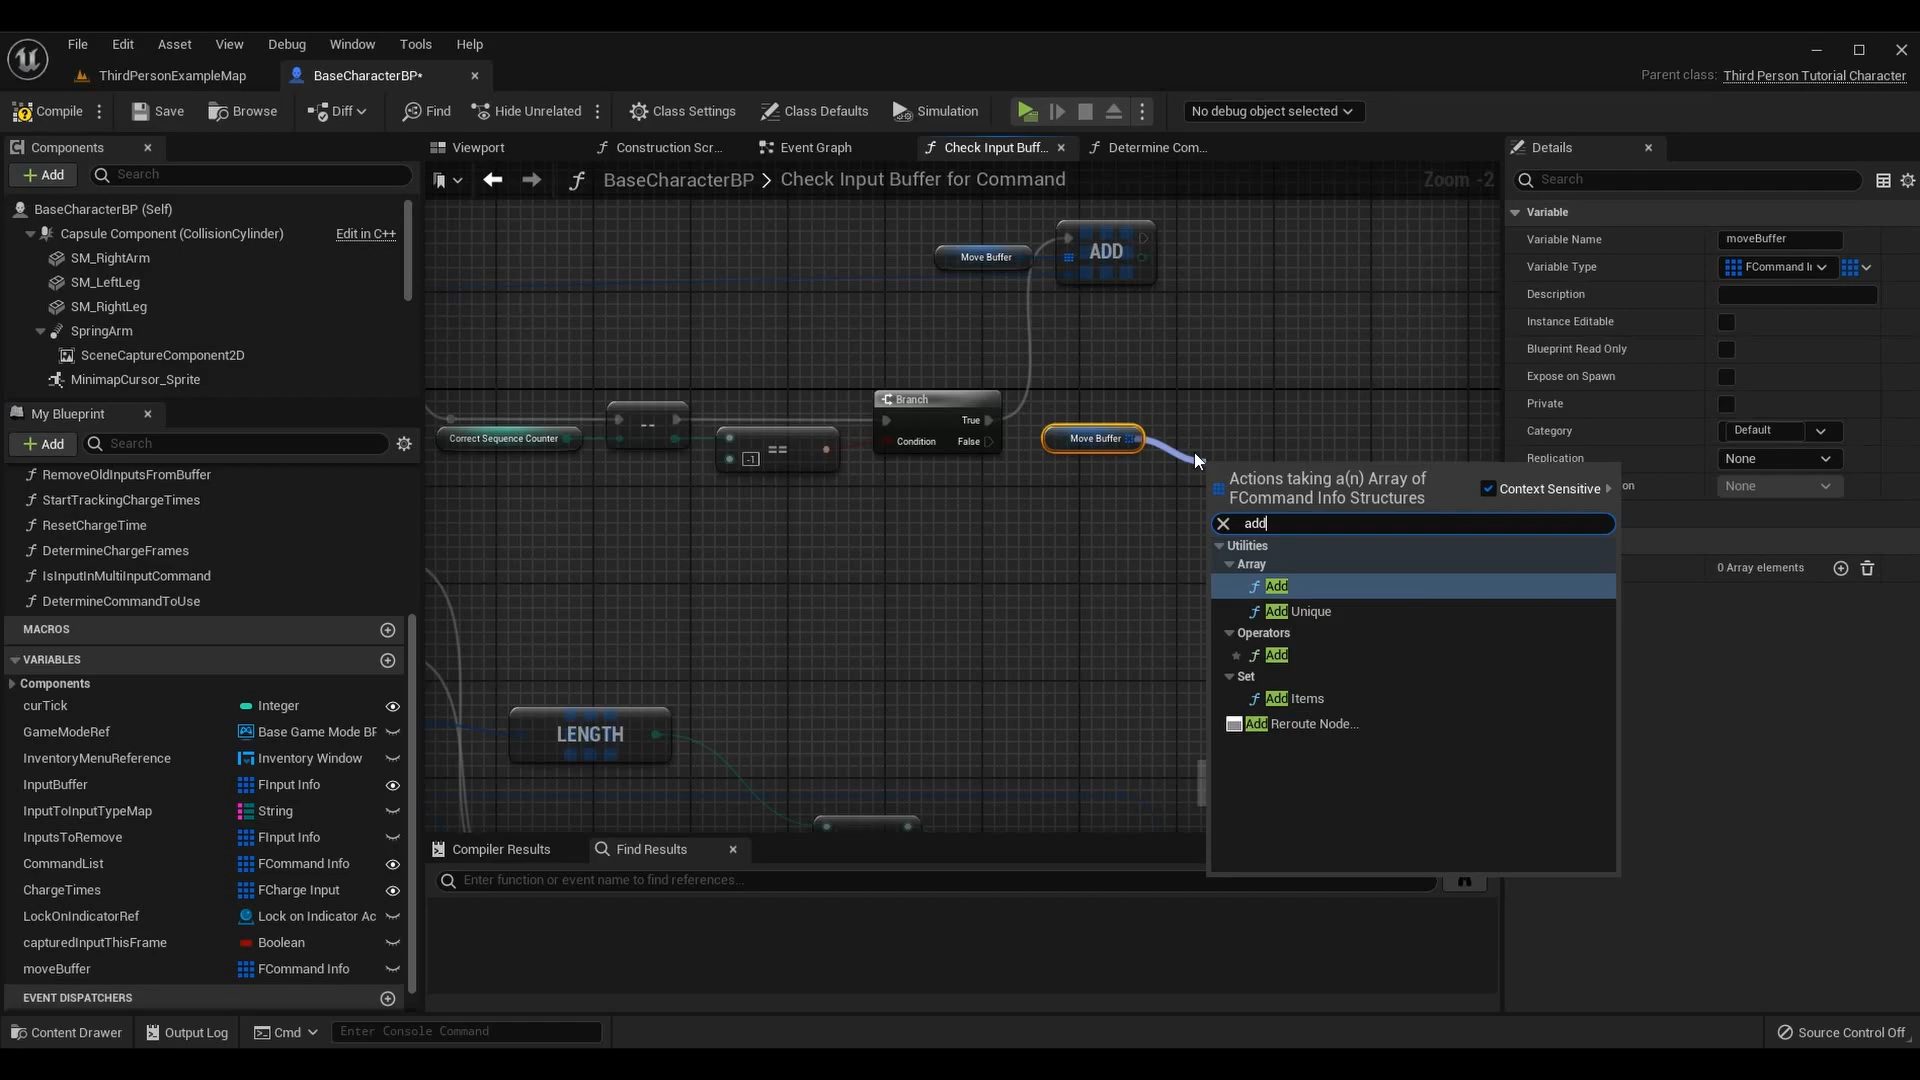 File Edit Asset View Debug Window Tools Help
ThirdPersonExampleMap
BaseCharacterBP*
Parent class: Third Person Tutorial Character
Compile Save Browse Diff Find Hide Unrelated Class Settings Class Defaults Simulation No debug object selected
Components
Viewport Construction Scr... Event Graph Check Input Buff... Determine Com...
Details
Add Search
BaseCharacterBP > Check Input Buffer for Command
Zoom -2
Search
BaseCharacterBP (Self)
Capsule Component (CollisionCylinder) Edit in C++
SM_RightArm
SM_LeftLeg
SM_RightLeg
SpringArm
SceneCaptureComponent2D
MinimapCursor_Sprite
My Blueprint
Add Search
RemoveOldInputsFromBuffer
StartTrackingChargeTimes
ResetChargeTime
DetermineChargeFrames
IsInputInMultiInputCommand
DetermineCommandToUse
MACROS
VARIABLES
Components
curTick Integer
GameModeRef Base Game Mode BF
InventoryMenuReference Inventory Window
InputBuffer FInput Info
InputToInputTypeMap String
InputsToRemove FInput Info
CommandList FCommand Info
ChargeTimes FCharge Input
LockOnIndicatorRef Lock on Indicator Ac
capturedInputThisFrame Boolean
moveBuffer FCommand Info
EVENT DISPATCHERS
Move Buffer
ADD
Branch
True
Condition False
Correct Sequence Counter
--
==
-1
Move Buffer
LENGTH
Actions taking a(n) Array of
FCommand Info Structures
Context Sensitive
add
Utilities
Array
Add
Add Unique
Operators
Add
Set
Add Items
Add Reroute Node...
Variable
Variable Name moveBuffer
Variable Type FCommand I
Description
Instance Editable
Blueprint Read Only
Expose on Spawn
Private
Category Default
Replication None
on None
0 Array elements
Compiler Results Find Results
Enter function or event name to find references...
Content Drawer Output Log Cmd Enter Console Command
Source Control Off